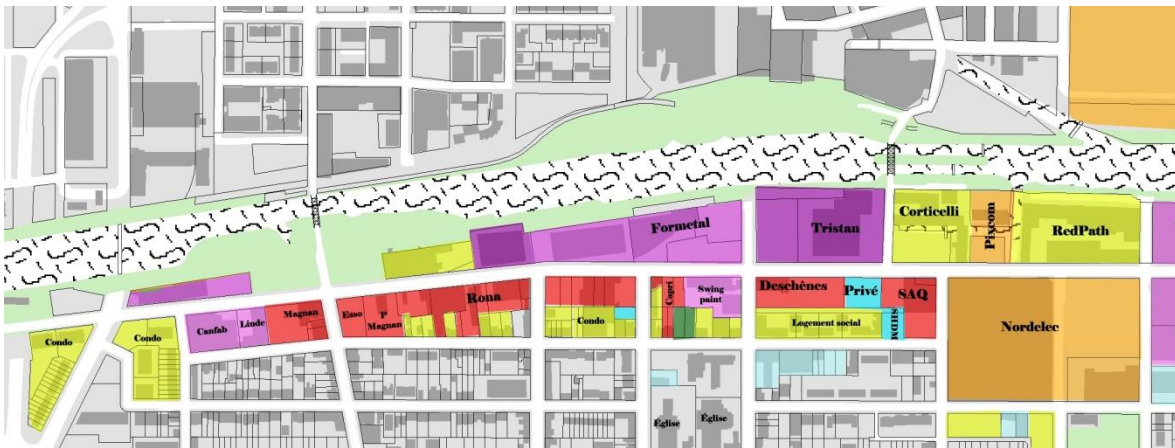 Corticelli
Pixcom
RedPath
Tristan
Formetal
Rona
Deschênes
Privé
SAQ
Capri
Swing
paint
Magnan
Esso
P
Magnan
Canfab
Linde
Condo
Condo
Condo
Logement social
SHDM
Nordelec
Église
Église